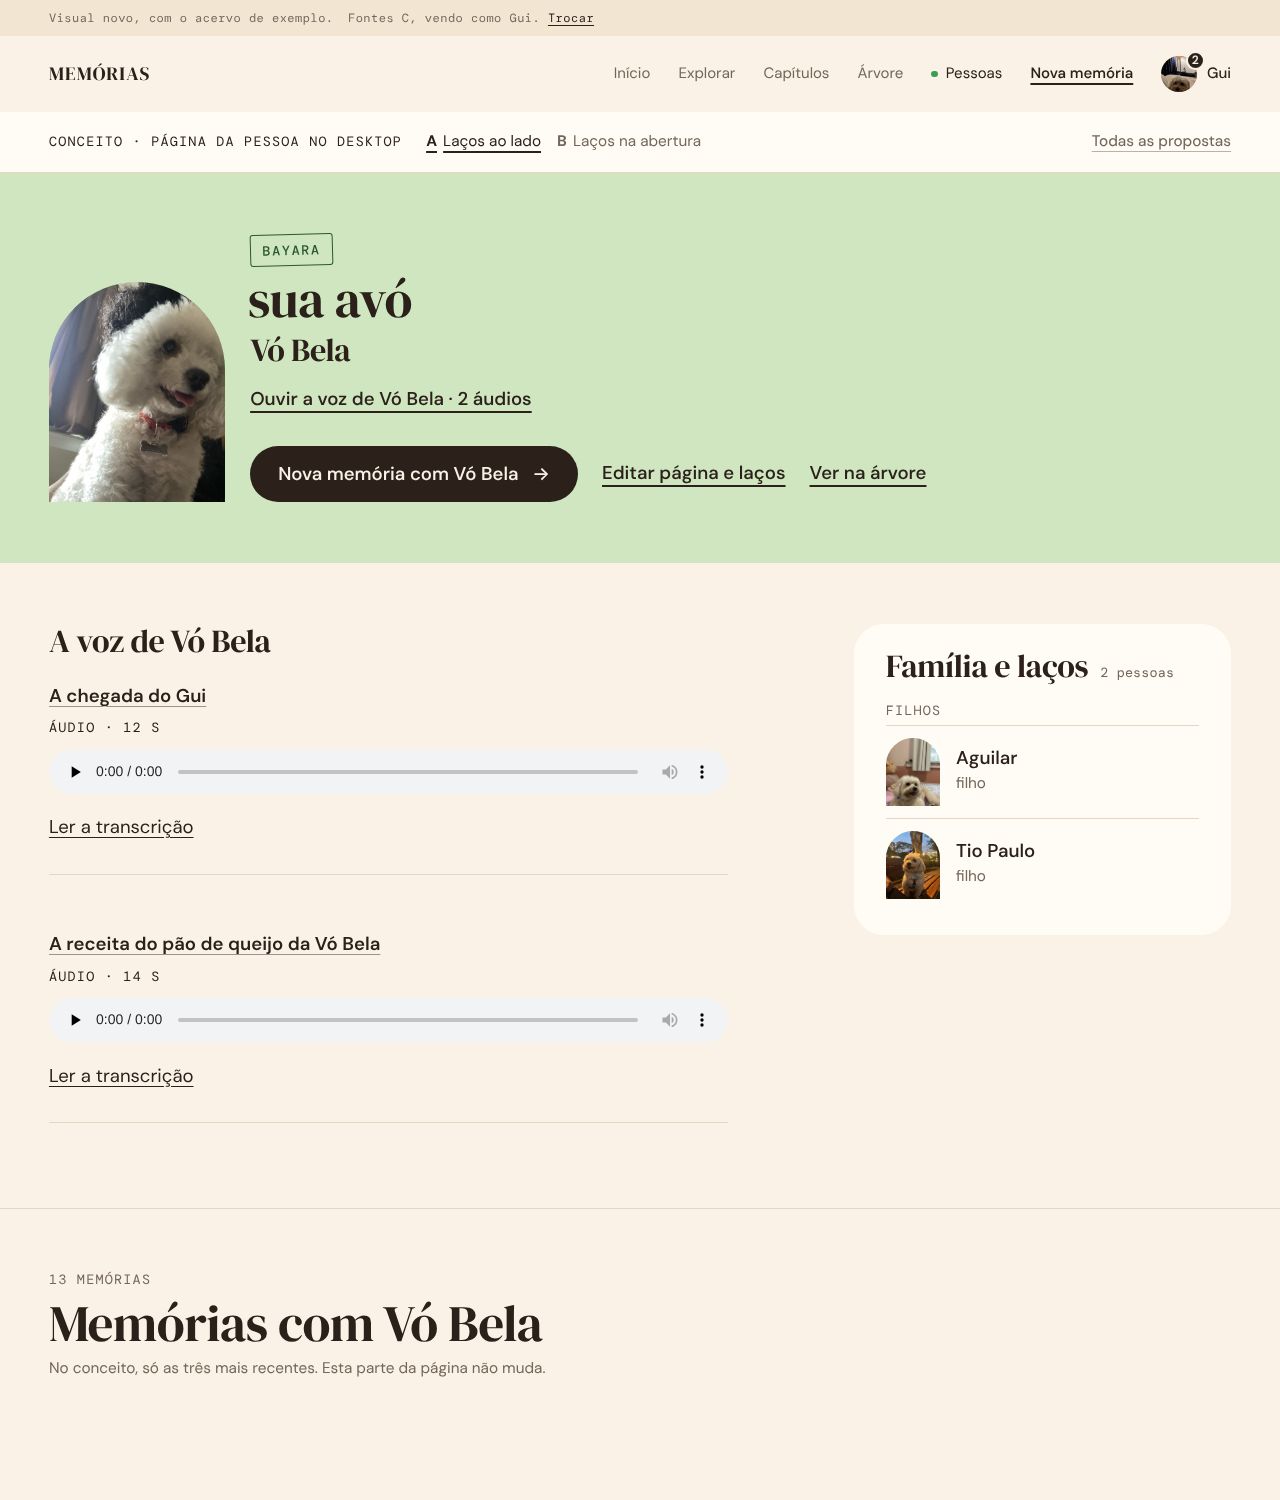 Visual novo, com o acervo de exemplo. Fontes C, vendo como Gui. Trocar
MEMÓRIAS
Início Explorar Capítulos Árvore Pessoas Nova memória 2 Gui
CONCEITO · PÁGINA DA PESSOA NO DESKTOP A Laços ao lado B Laços na abertura Todas as propostas
BAYARA
sua avó
Vó Bela
Ouvir a voz de Vó Bela · 2 áudios
Nova memória com Vó Bela → Editar página e laços Ver na árvore
A voz de Vó Bela
A chegada do Gui
ÁUDIO · 12 S
0:00 / 0:00
Ler a transcrição
A receita do pão de queijo da Vó Bela
ÁUDIO · 14 S
0:00 / 0:00
Ler a transcrição
Família e laços 2 pessoas
FILHOS
Aguilar
filho
Tio Paulo
filho
13 MEMÓRIAS
Memórias com Vó Bela
No conceito, só as três mais recentes. Esta parte da página não muda.